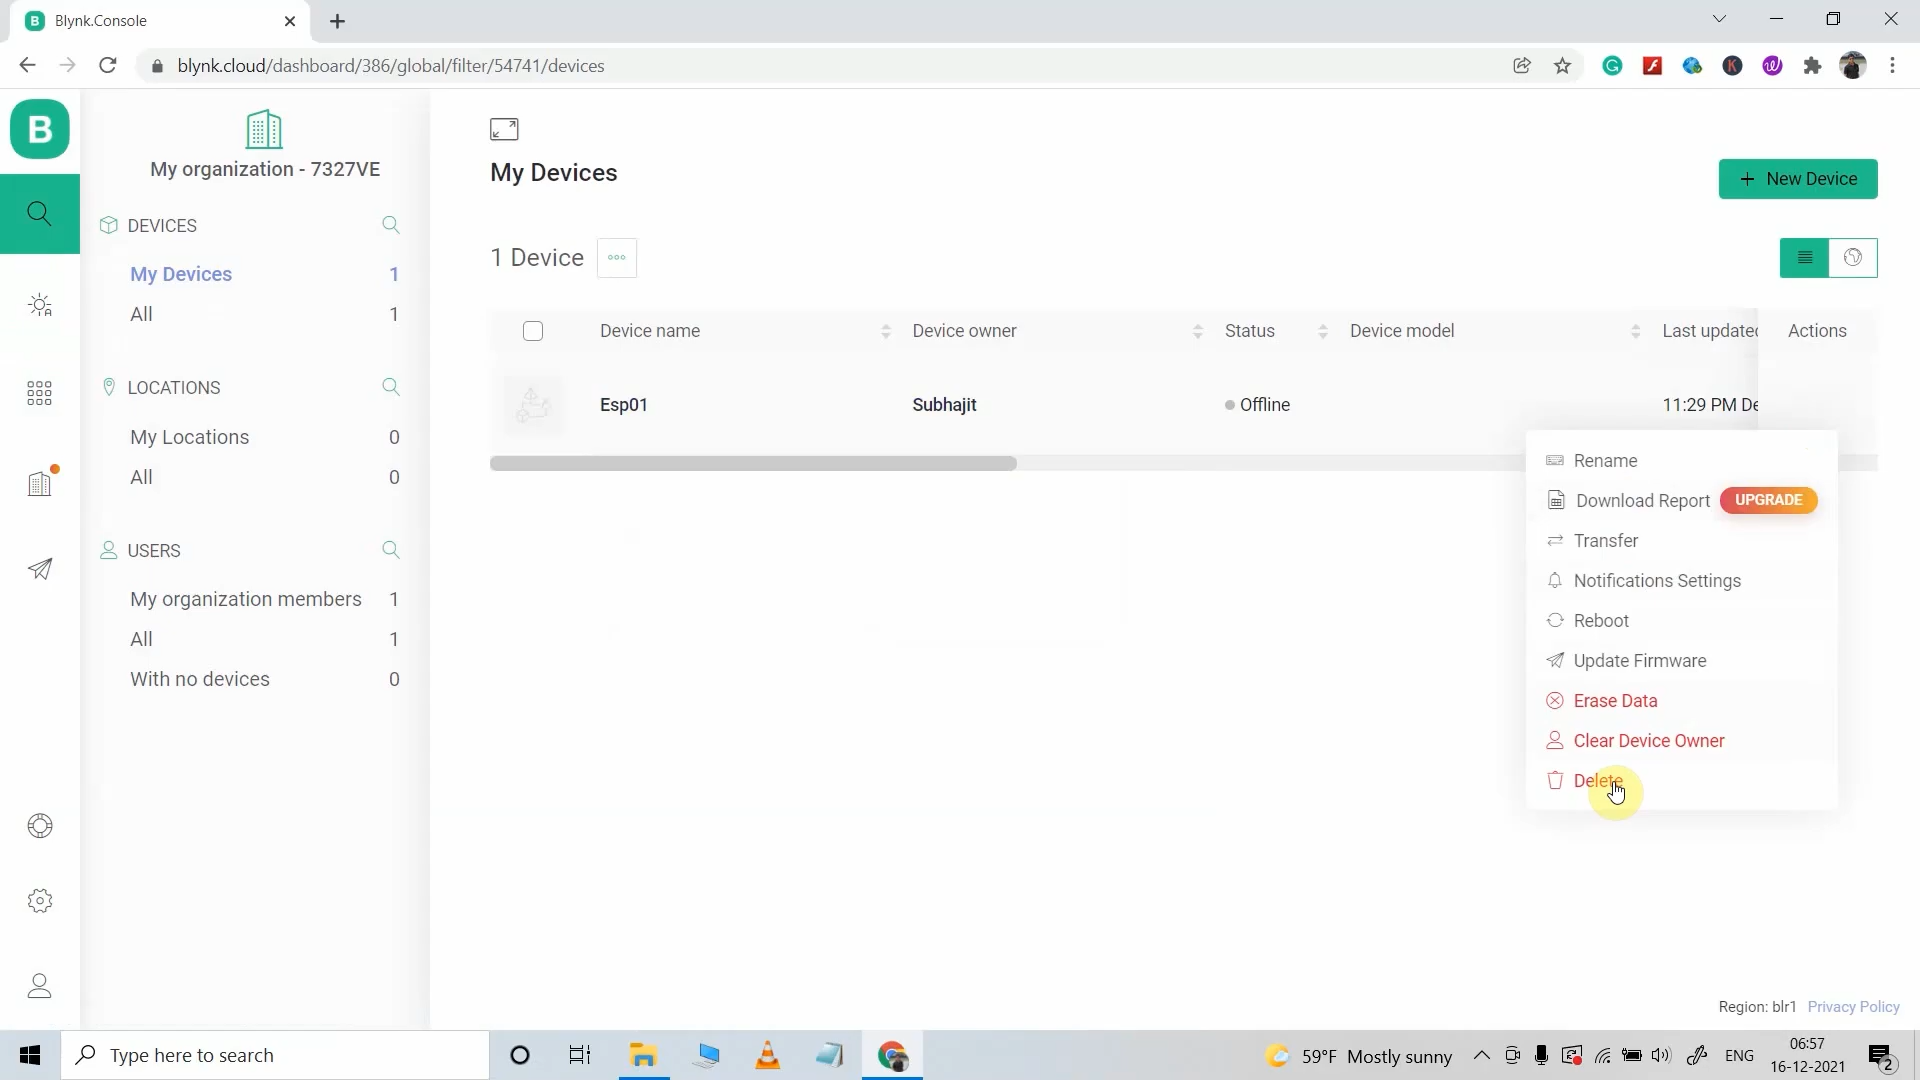 B Blynk.Console
blynk.cloud/dashboard/386/global/filter/54741/devices
B
My organization - 7327VE
DEVICES
My Devices 1
All 1
LOCATIONS
My Locations 0
All 0
USERS
My organization members 1
All 1
With no devices 0
My Devices
+ New Device
1 Device
Device name Device owner Status Device model Last updated Actions
Esp01 Subhajit Offline 11:29 PM De
Rename
Download Report UPGRADE
Transfer
Notifications Settings
Reboot
Update Firmware
Erase Data
Clear Device Owner
Delete
Region: blr1 Privacy Policy
Type here to search
59°F Mostly sunny
ENG
06:57
16-12-2021
2